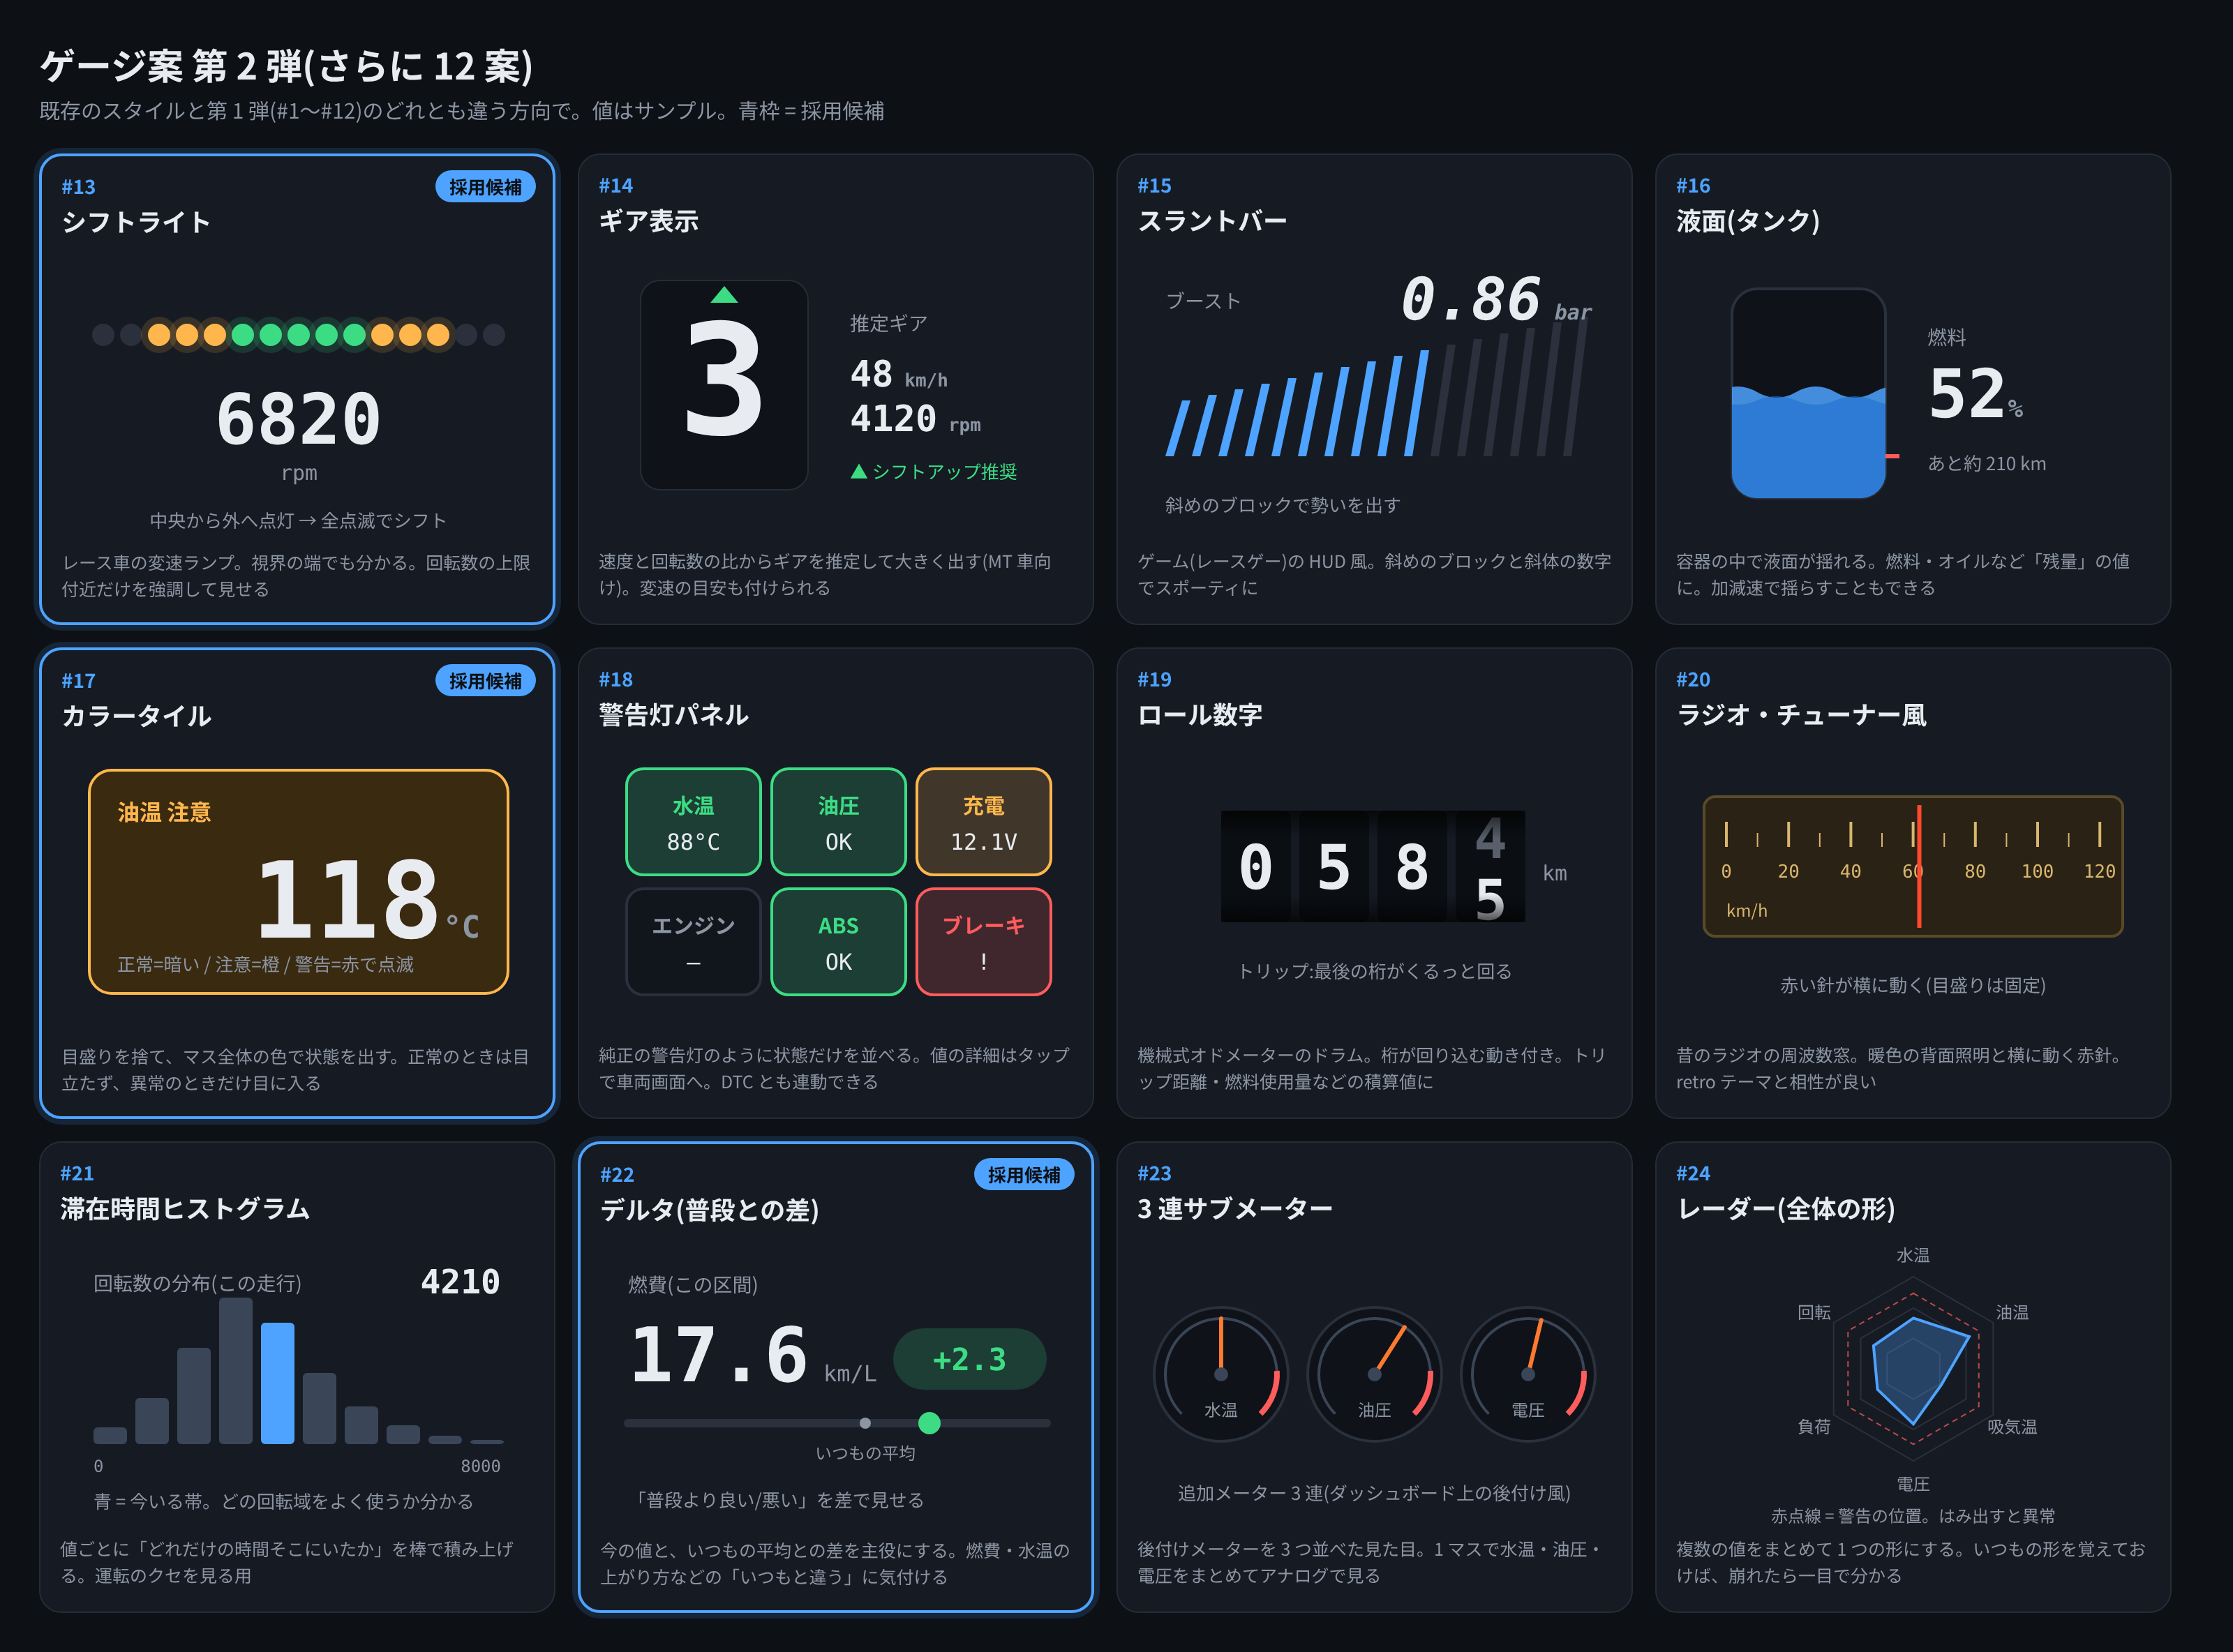 ゲージ案 第 2 弾(さらに 12 案)
既存のスタイルと第 1 弾(#1〜#12)のどれとも違う方向で。値はサンプル。青枠 = 採用候補
#13
採用候補
シフトライト
6820
rpm
中央から外へ点灯 → 全点滅でシフト
レース車の変速ランプ。視界の端でも分かる。回転数の上限
付近だけを強調して見せる
#14
ギア表示
3
推定ギア
48 km/h
4120 rpm
▲ シフトアップ推奨
速度と回転数の比からギアを推定して大きく出す(MT 車向
け)。変速の目安も付けられる
#15
スラントバー
ブースト
0.86 bar
斜めのブロックで勢いを出す
ゲーム(レースゲー)の HUD 風。斜めのブロックと斜体の数字
でスポーティに
#16
液面(タンク)
燃料
52%
あと約 210 km
容器の中で液面が揺れる。燃料・オイルなど「残量」の値
に。加減速で揺らすこともできる
#17
採用候補
カラータイル
油温 注意
118°C
正常=暗い / 注意=橙 / 警告=赤で点滅
目盛りを捨て、マス全体の色で状態を出す。正常のときは目
立たず、異常のときだけ目に入る
#18
警告灯パネル
水温
88°C
油圧
OK
充電
12.1V
エンジン
—
ABS
OK
ブレーキ
!
純正の警告灯のように状態だけを並べる。値の詳細はタップ
で車両画面へ。DTC とも連動できる
#19
ロール数字
0 5 8 4
5
km
トリップ:最後の桁がくるっと回る
機械式オドメーターのドラム。桁が回り込む動き付き。トリ
ップ距離・燃料使用量などの積算値に
#20
ラジオ・チューナー風
0 20 40 60 80 100 120
km/h
赤い針が横に動く(目盛りは固定)
昔のラジオの周波数窓。暖色の背面照明と横に動く赤針。
retro テーマと相性が良い
#21
滞在時間ヒストグラム
回転数の分布(この走行)
4210
0
8000
青 = 今いる帯。どの回転域をよく使うか分かる
値ごとに「どれだけの時間そこにいたか」を棒で積み上げ
る。運転のクセを見る用
#22
採用候補
デルタ(普段との差)
燃費(この区間)
17.6 km/L
+2.3
いつもの平均
「普段より良い/悪い」を差で見せる
今の値と、いつもの平均との差を主役にする。燃費・水温の
上がり方などの「いつもと違う」に気付ける
#23
3 連サブメーター
水温
油圧
電圧
追加メーター 3 連(ダッシュボード上の後付け風)
後付けメーターを 3 つ並べた見た目。1 マスで水温・油圧・
電圧をまとめてアナログで見る
#24
レーダー(全体の形)
水温
回転
油温
負荷
吸気温
電圧
赤点線 = 警告の位置。はみ出すと異常
複数の値をまとめて 1 つの形にする。いつもの形を覚えてお
けば、崩れたら一目で分かる